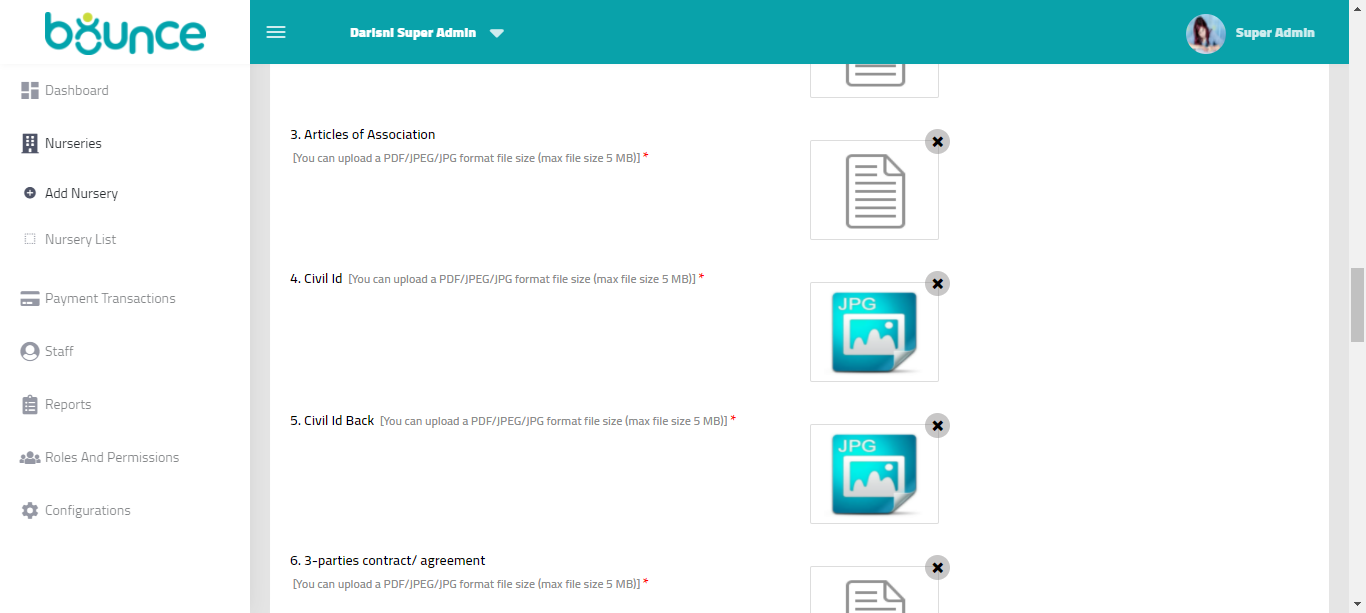 bounce
Darisni Super Admin
Super Admin
Dashboard
Nurseries
Add Nursery
Nursery List
Payment Transactions
Staff
Reports
Roles And Permissions
Configurations
3. Articles of Association
[You can upload a PDF/JPEG/JPG format file size (max file size 5 MB)] *
4. Civil Id [You can upload a PDF/JPEG/JPG format file size (max file size 5 MB)] *
JPG
5. Civil Id Back [You can upload a PDF/JPEG/JPG format file size (max file size 5 MB)] *
JPG
6. 3-parties contract/ agreement
[You can upload a PDF/JPEG/JPG format file size (max file size 5 MB)] *